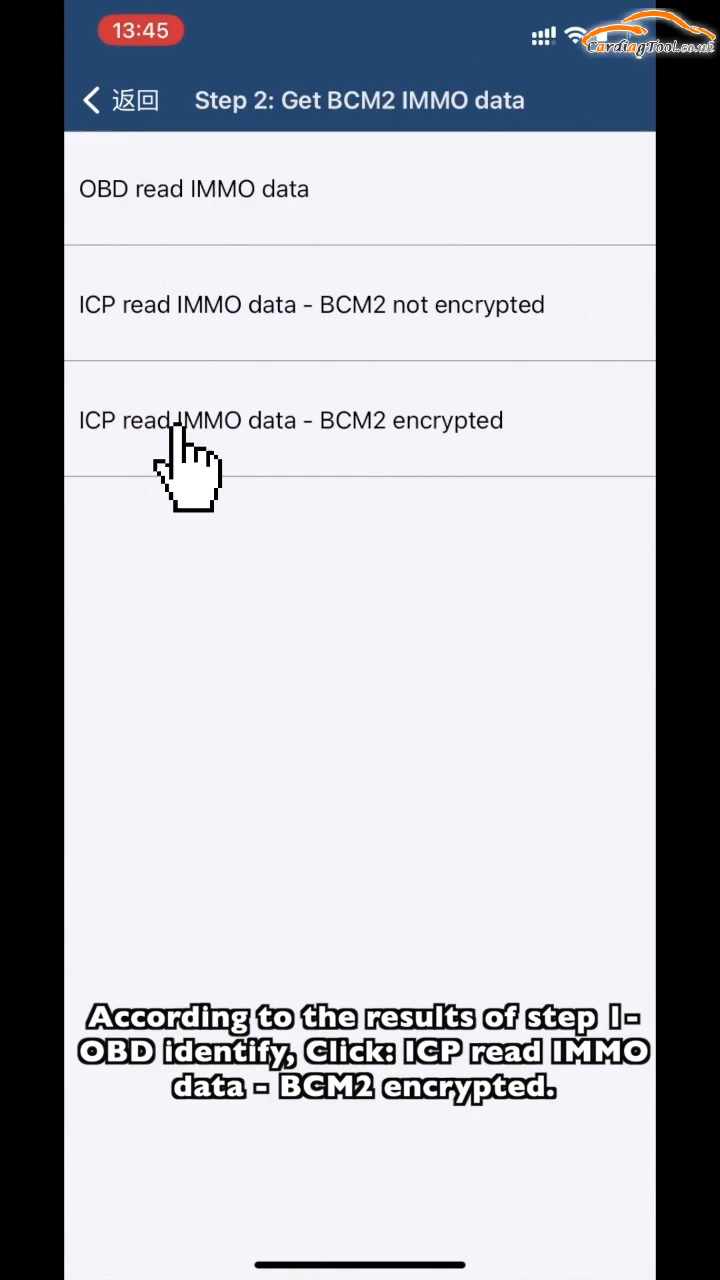 13:45
CardiagTool.co.uk
返回
Step 2: Get BCM2 IMMO data
OBD read IMMO data
ICP read IMMO data - BCM2 not encrypted
ICP read IMMO data - BCM2 encrypted
According to the results of step 1-
OBD identify, Click: ICP read IMMO
data - BCM2 encrypted.